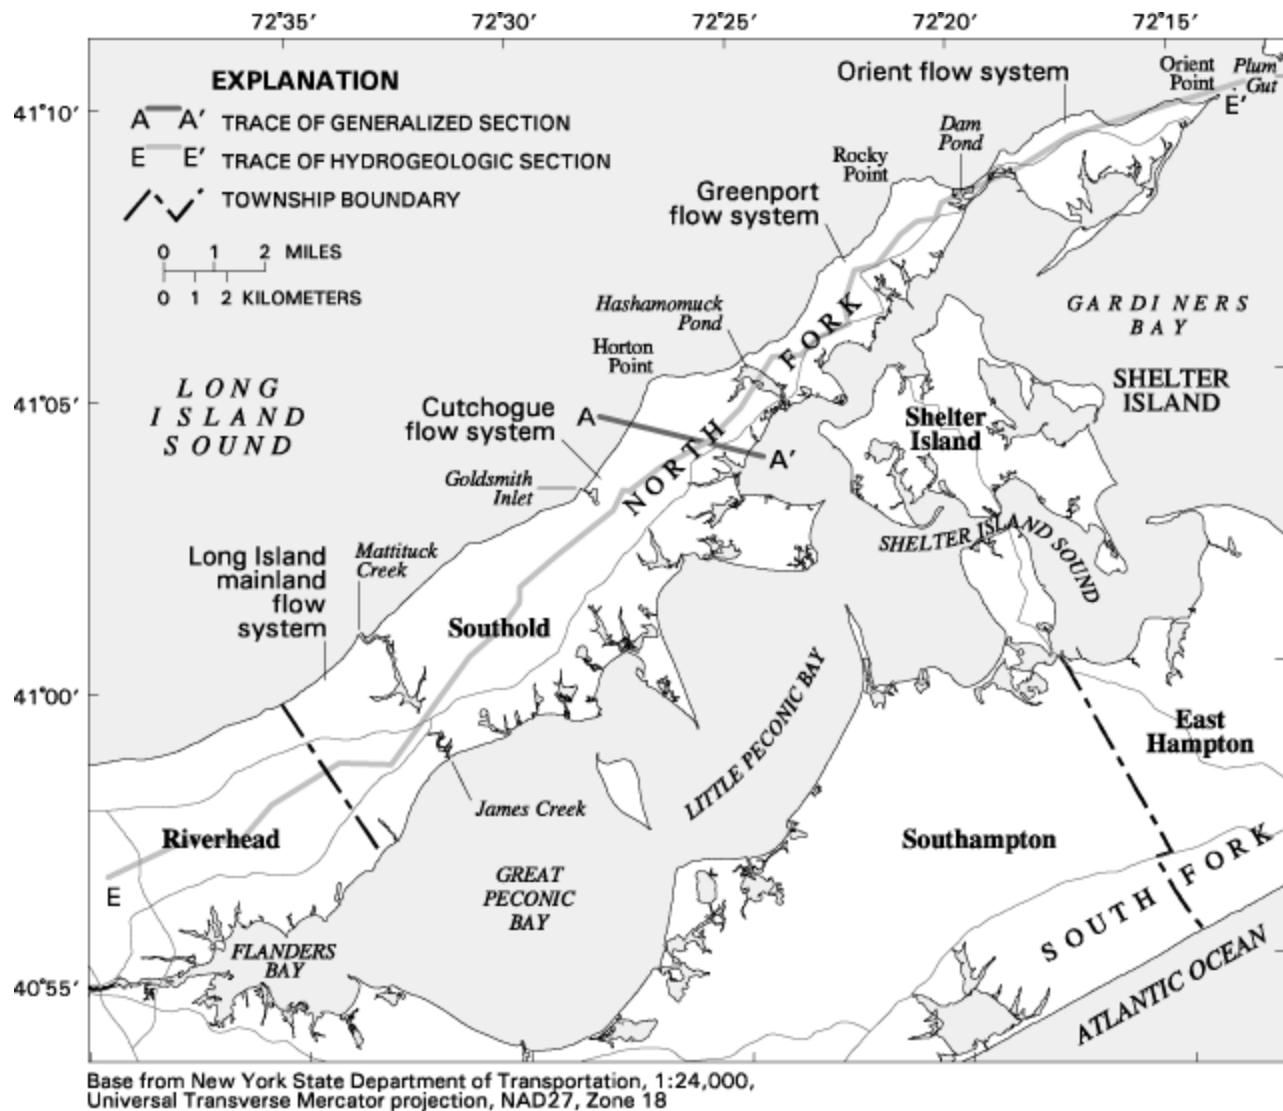 72°35′ 72°30′ 72°25′ 72°20′ 72°15′
EXPLANATION
A A′ TRACE OF GENERALIZED SECTION
E E′ TRACE OF HYDROGEOLOGIC SECTION
TOWNSHIP BOUNDARY
0 1 2 MILES
0 1 2 KILOMETERS
41°10′
41°05′
41°00′
40°55′
Orient flow system
Orient
Point
Plum
Gut
E′
Dam
Pond
Rocky
Point
Greenport
flow system
Hashamomuck
Pond
Horton
Point
GARDINERS
BAY
SHELTER
ISLAND
LONG
ISLAND
SOUND
Cutchogue
flow system
A
A′
NORTH FORK
Shelter
Island
Goldsmith
Inlet
SHELTER ISLAND SOUND
Long Island
mainland
flow
system
Mattituck
Creek
Southold
LITTLE PECONIC BAY
East
Hampton
James Creek
Riverhead
Southampton
E
GREAT
PECONIC
BAY
SOUTH FORK
FLANDERS
BAY
ATLANTIC OCEAN
Base from New York State Department of Transportation, 1:24,000,
Universal Transverse Mercator projection, NAD27, Zone 18